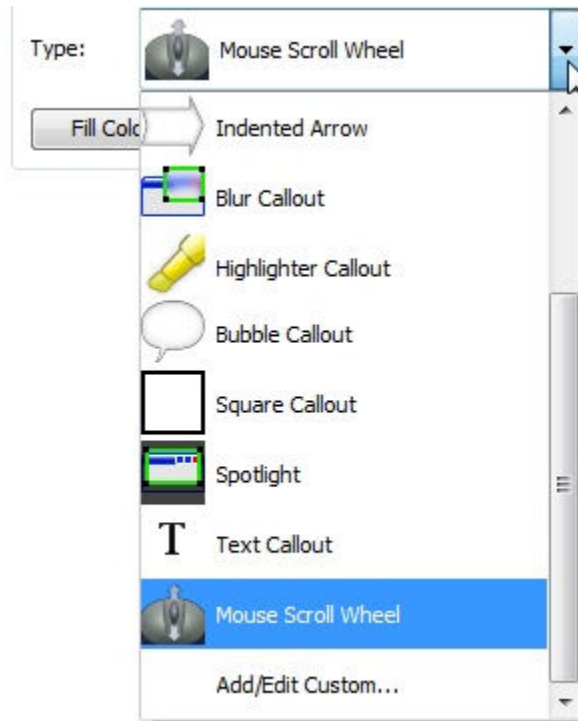 Type:
Mouse Scroll Wheel
Fill Colo
Indented Arrow
Blur Callout
Highlighter Callout
Bubble Callout
Square Callout
Spotlight
T
Text Callout
Mouse Scroll Wheel
Add/Edit Custom...